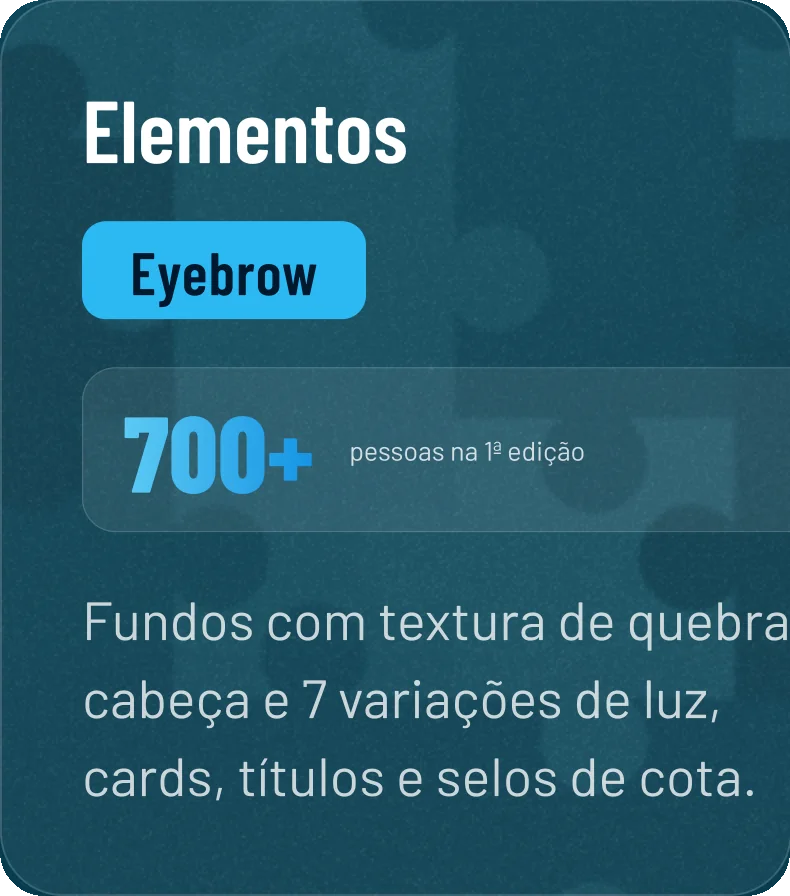 Elementos
Eyebrow
700+ pessoas na 1ª edição
Fundos com textura de quebra
cabeça e 7 variações de luz,
cards, títulos e selos de cota.